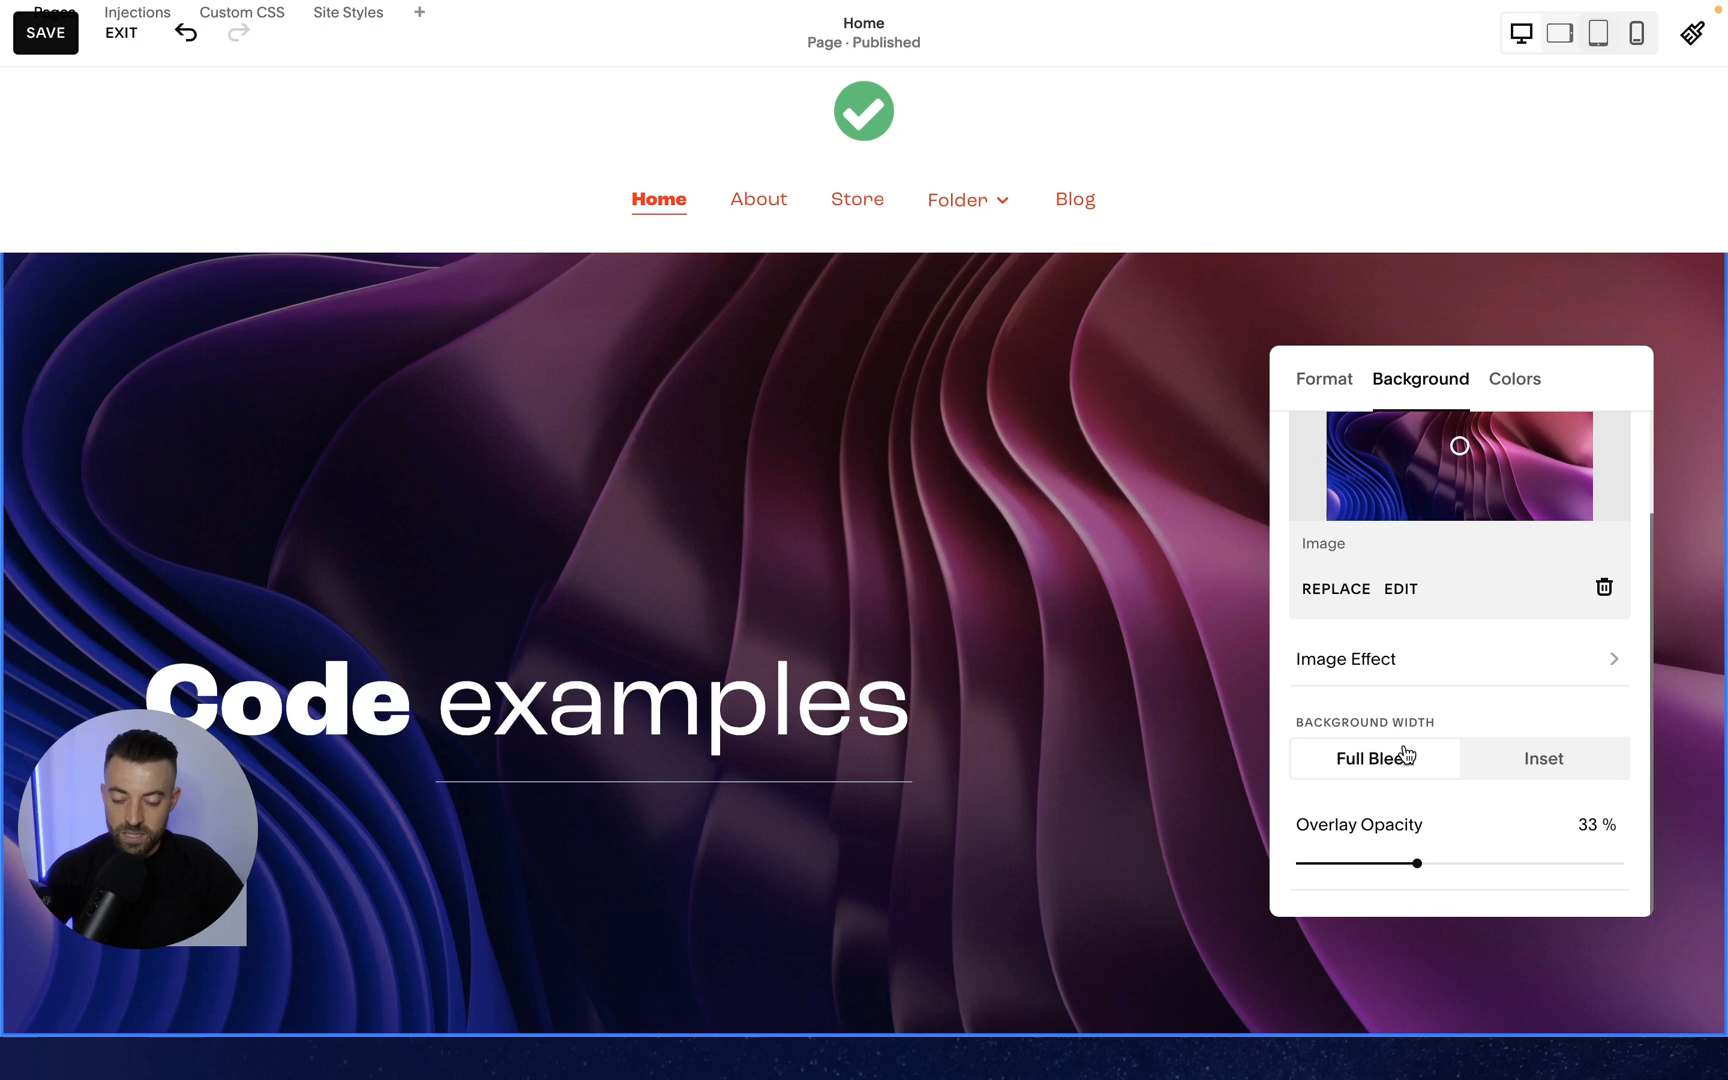 Pages Injections Custom CSS Site Styles +
SAVE EXIT
Home
Page · Published
Home About Store Folder Blog
Format Background Colors
Image
REPLACE EDIT
Image Effect
BACKGROUND WIDTH
Full Bleed Inset
Overlay Opacity 33 %
Code examples